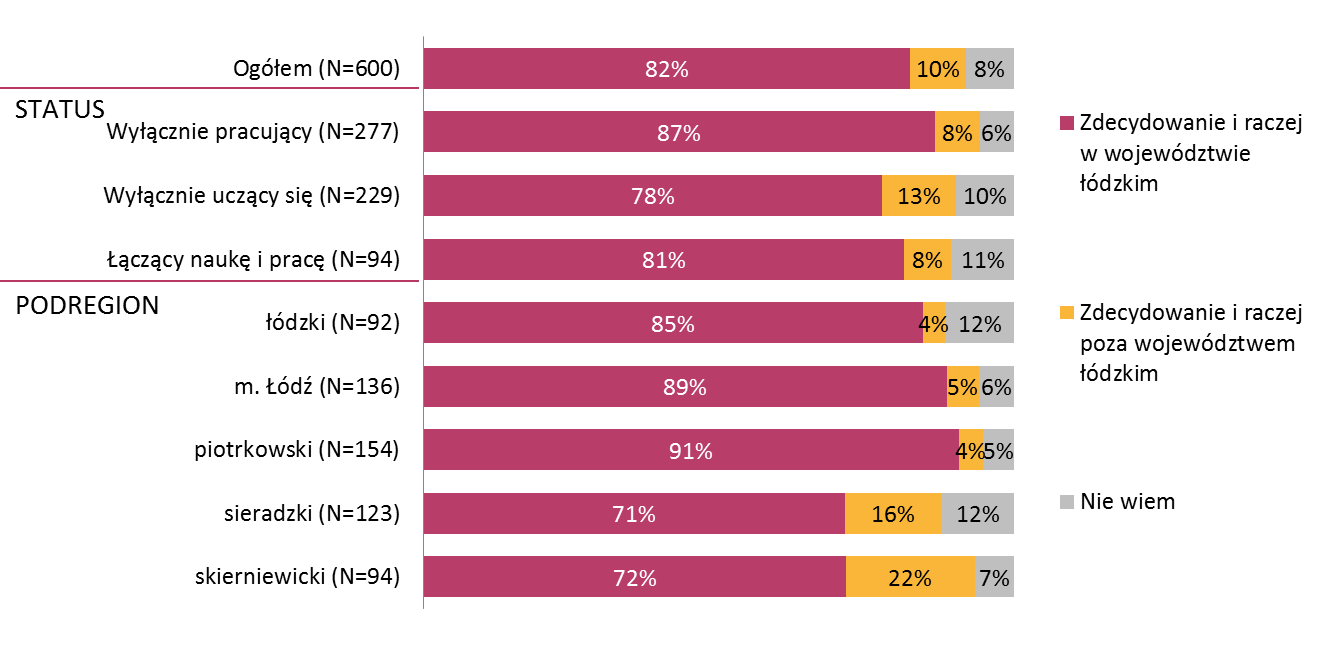 Ogółem (N=600) 82% 10% 8%
STATUS
Wyłącznie pracujący (N=277) 87% 8% 6%
Wyłącznie uczący się (N=229) 78% 13% 10%
Łączący naukę i pracę (N=94) 81% 8% 11%
PODREGION
łódzki (N=92) 85% 4% 12%
m. Łódź (N=136) 89% 5% 6%
piotrkowski (N=154) 91% 4% 5%
sieradzki (N=123) 71% 16% 12%
skierniewicki (N=94) 72% 22% 7%
Zdecydowanie i raczej
w województwie
łódzkim
Zdecydowanie i raczej
poza województwem
łódzkim
Nie wiem